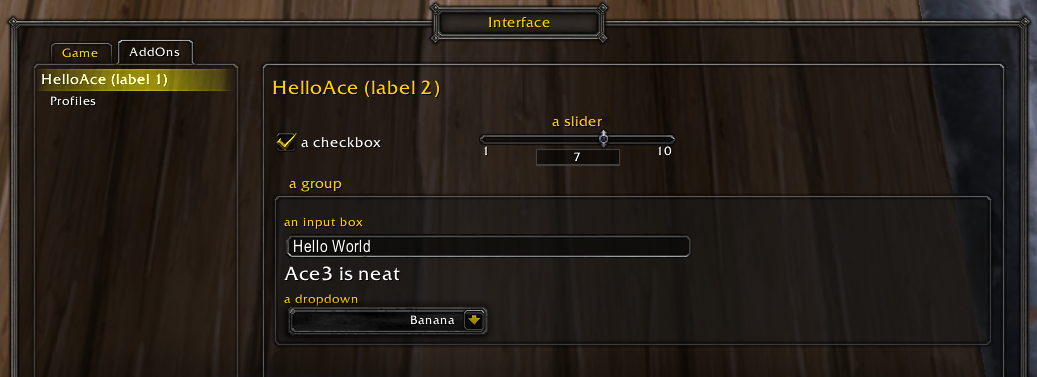 Interface
Game
AddOns
HelloAce (label 1)
Profiles
HelloAce (label 2)
a checkbox
a slider
1
10
7
a group
an input box
Hello World
Ace3 is neat
a dropdown
Banana